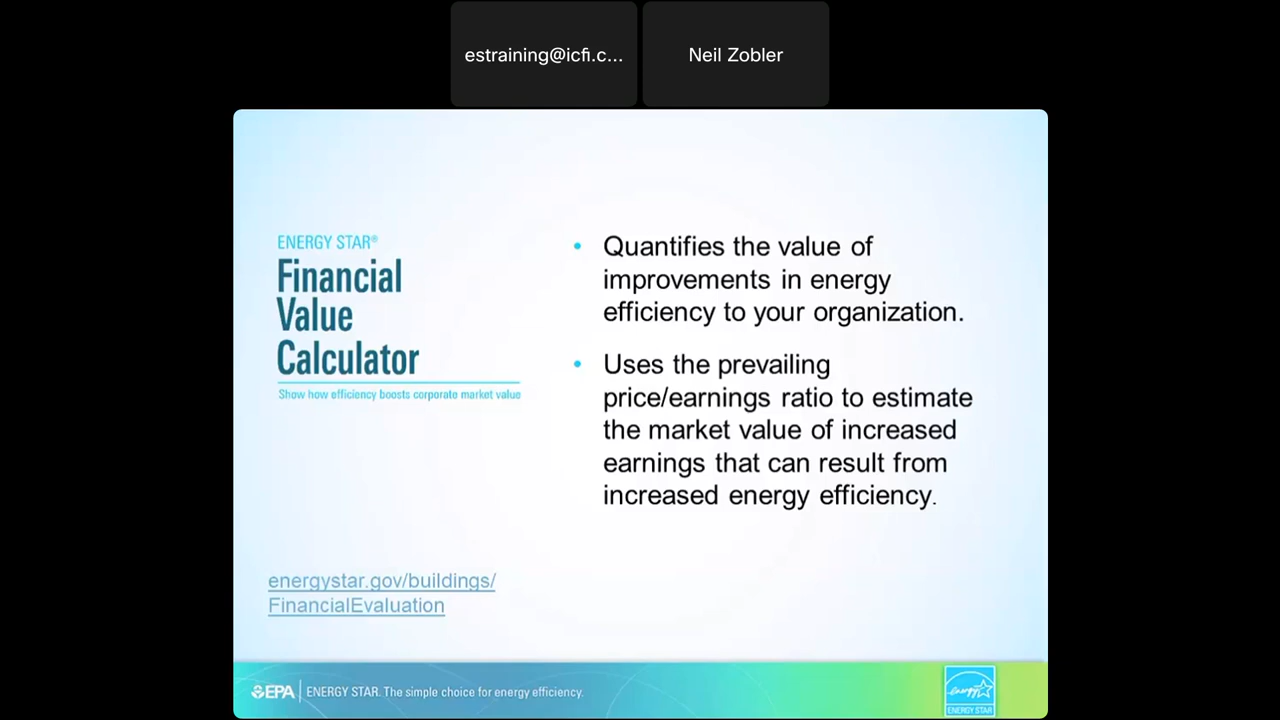 estraining@icfi.c...
Neil Zobler
ENERGY STAR®
Financial
Value
Calculator
Show how efficiency boosts corporate market value
• Quantifies the value of
improvements in energy
efficiency to your organization.
• Uses the prevailing
price/earnings ratio to estimate
the market value of increased
earnings that can result from
increased energy efficiency.
energystar.gov/buildings/
FinancialEvaluation
EPA
ENERGY STAR. The simple choice for energy efficiency.
energy
ENERGY STAR